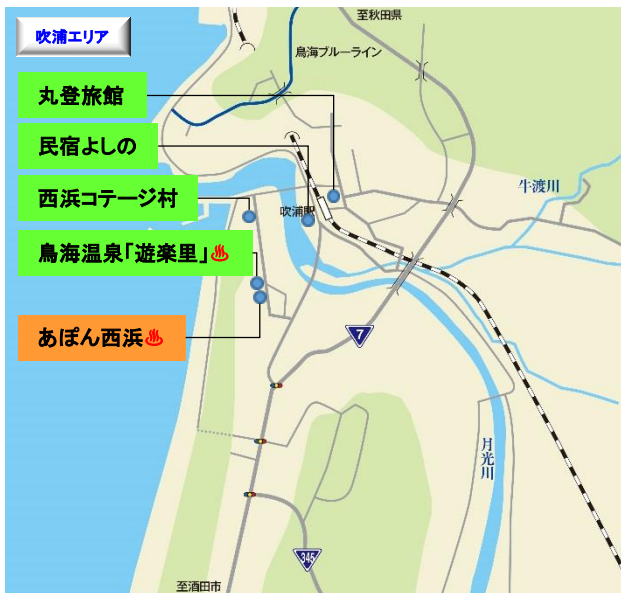 至秋田県
吹浦エリア
鳥海ブルーライン
丸登旅館
民宿よしの
西浜コテージ村
牛渡川
吹浦駅
鳥海温泉「遊楽里」♨
あぽん西浜♨
7
月光川
345
至酒田市